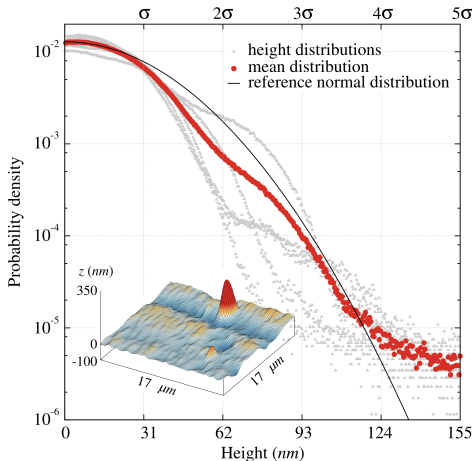 σ 2σ 3σ 4σ 5σ
10-2
height distributions
mean distribution
reference normal distribution
10-3
Probability density
10-4
z (nm)
350
0
-100
17 μm
17 μm
10-5
10-6
0 31 62 93 124 155
Height (nm)